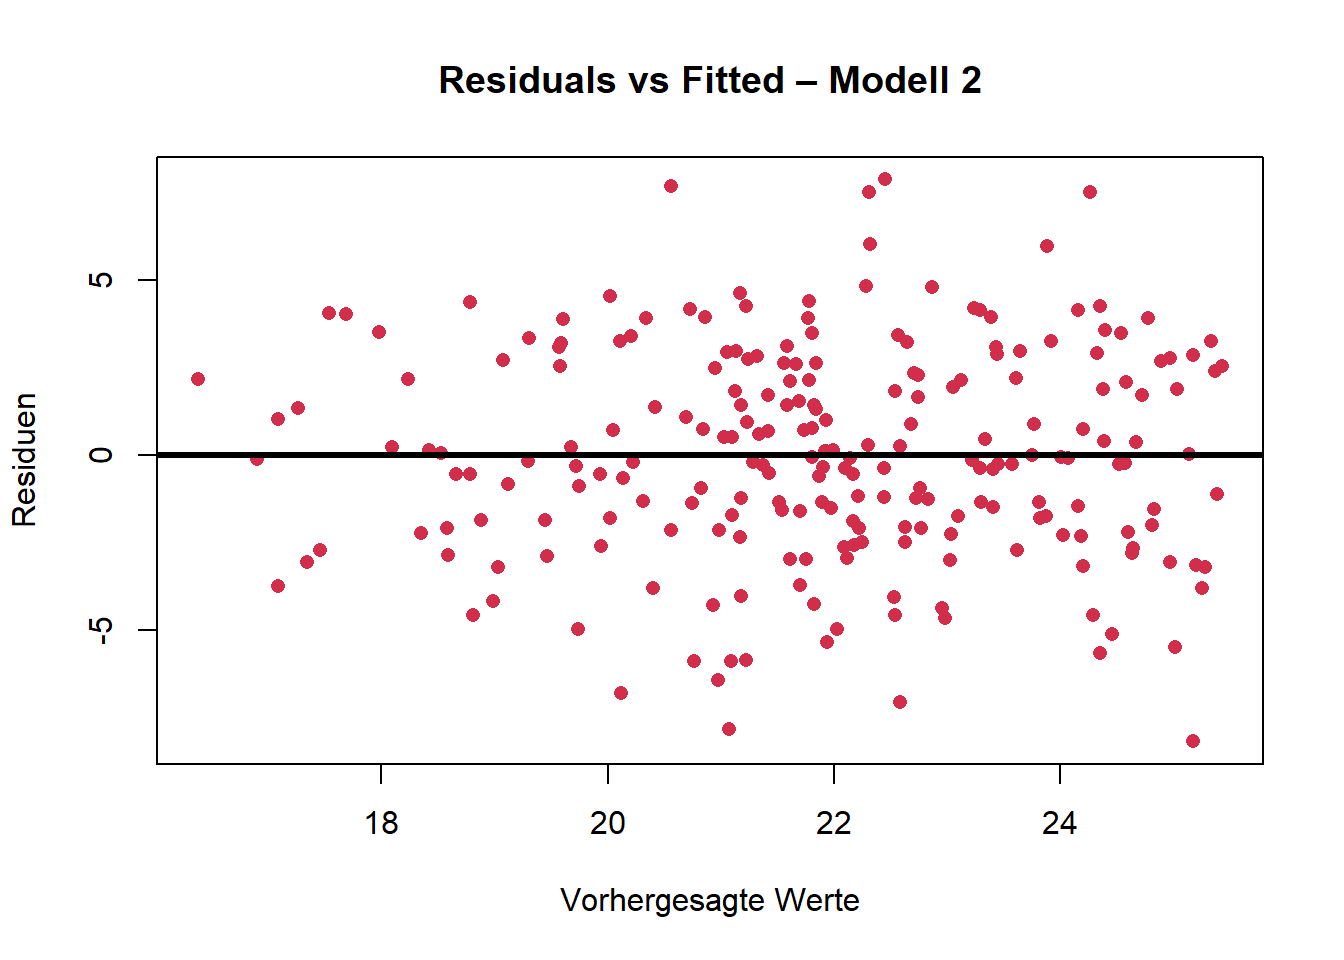 Residuals vs Fitted – Modell 2
Residuen
5
0
-5
18 20 22 24
Vorhergesagte Werte